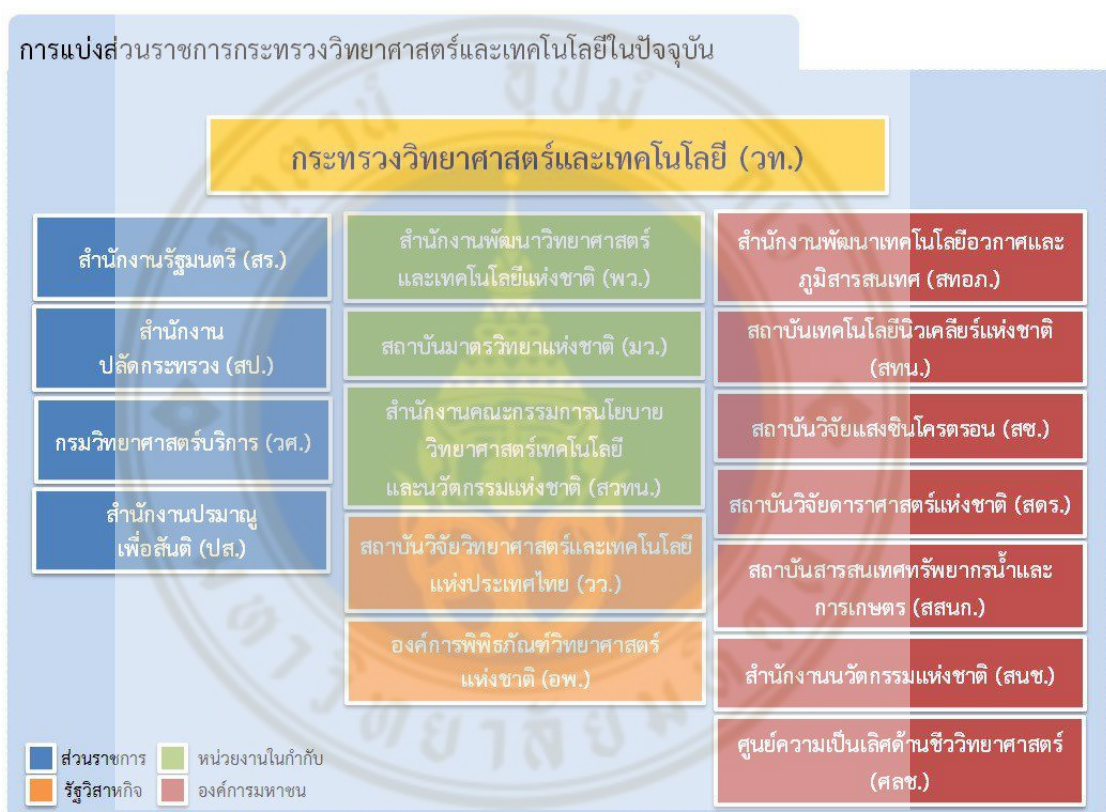 การแบ่งส่วนราชการกระทรวงวิทยาศาสตร์และเทคโนโลยีในปัจจุบัน
กระทรวงวิทยาศาสตร์และเทคโนโลยี (วท.)
สำนักงานรัฐมนตรี (สร.)
สำนักงาน
ปลัดกระทรวง (สป.)
กรมวิทยาศาสตร์บริการ (วศ.)
สำนักงานปรมาณู
เพื่อสันติ (ปส.)
สำนักงานพัฒนาวิทยาศาสตร์
และเทคโนโลยีแห่งชาติ (พว.)
สถาบันมาตรวิทยาแห่งชาติ (มว.)
สำนักงานคณะกรรมการนโยบาย
วิทยาศาสตร์เทคโนโลยี
และนวัตกรรมแห่งชาติ (สวทน.)
สถาบันวิจัยวิทยาศาสตร์และเทคโนโลยี
แห่งประเทศไทย (วว.)
องค์การพิพิธภัณฑ์วิทยาศาสตร์
แห่งชาติ (อพ.)
สำนักงานพัฒนาเทคโนโลยีอวกาศและ
ภูมิสารสนเทศ (สทอภ.)
สถาบันเทคโนโลยีนิวเคลียร์แห่งชาติ
(สทน.)
สถาบันวิจัยแสงซินโครตรอน (สซ.)
สถาบันวิจัยดาราศาสตร์แห่งชาติ (สดร.)
สถาบันสารสนเทศทรัพยากรน้ำและ
การเกษตร (สสนก.)
สำนักงานนวัตกรรมแห่งชาติ (สนช.)
ศูนย์ความเป็นเลิศด้านชีววิทยาศาสตร์
(ศลช.)
ส่วนราชการ หน่วยงานในกำกับ
รัฐวิสาหกิจ องค์การมหาชน